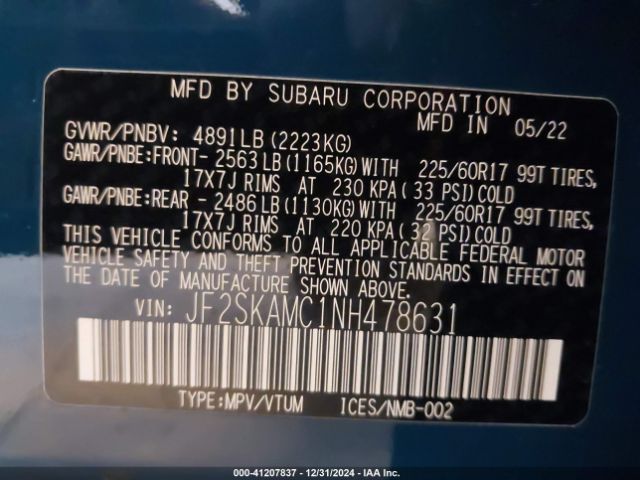 MFD BY SUBARU CORPORATION
MFD IN 05/22
GVWR/PNBV: 4891LB(2223KG)
GAWR/PNBE:FRONT- 2563LB(1165KG)WITH 225/60R17 99T TIRES,
17X7J RIMS AT 230 KPA( 33 PSI)COLD
GAWR/PNBE:REAR - 2486LB(1130KG)WITH 225/60R17 99T TIRES,
17X7J RIMS AT 220 KPA( 32 PSI)COLD
THIS VEHICLE CONFORMS TO ALL APPLICABLE FEDERAL MOTOR
VEHICLE SAFETY AND THEFT PREVENTION STANDARDS IN EFFECT ON
THE DATE OF MANUFACTURE SHOWN ABOVE.
VIN: JF2SKAMC1NH478631
TYPE:MPV/VTUM ICES/NMB-002
000-41207837 - 12/31/2024 - IAA Inc.